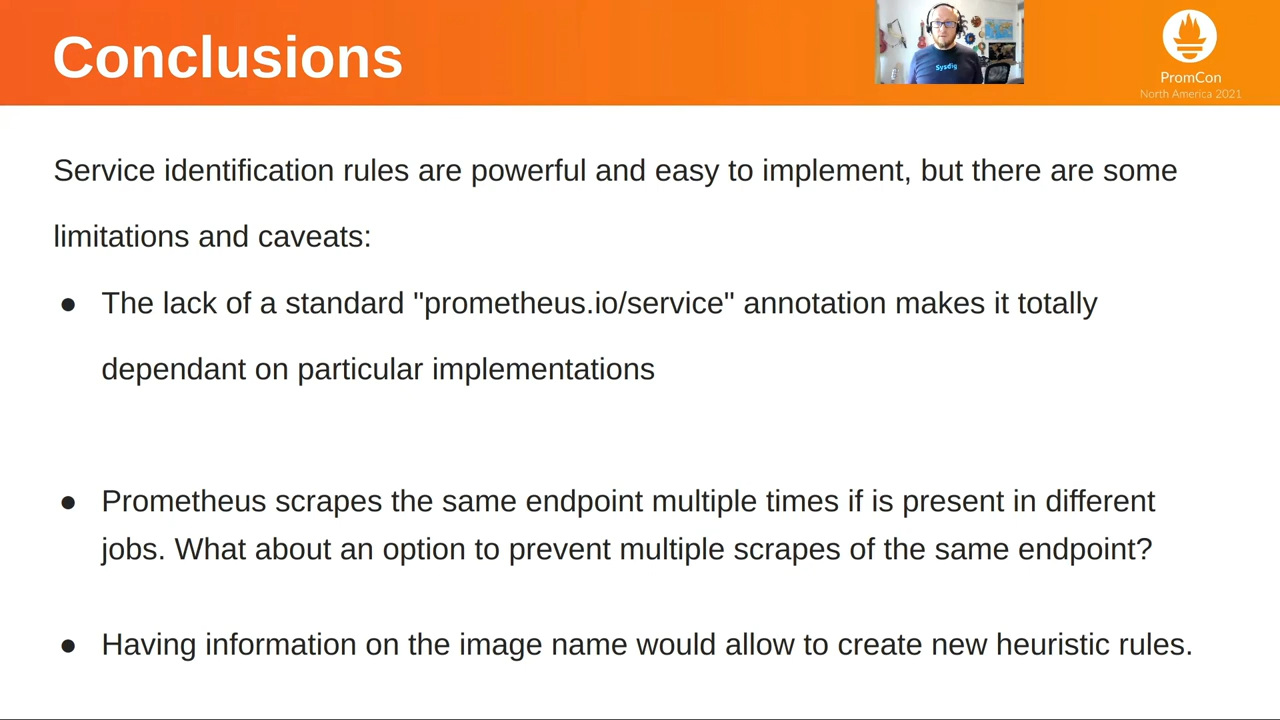 Conclusions
Sysdig
PromCon
North America 2021
Service identification rules are powerful and easy to implement, but there are some
limitations and caveats:
● The lack of a standard "prometheus.io/service" annotation makes it totally
dependant on particular implementations
● Prometheus scrapes the same endpoint multiple times if is present in different
jobs. What about an option to prevent multiple scrapes of the same endpoint?
● Having information on the image name would allow to create new heuristic rules.